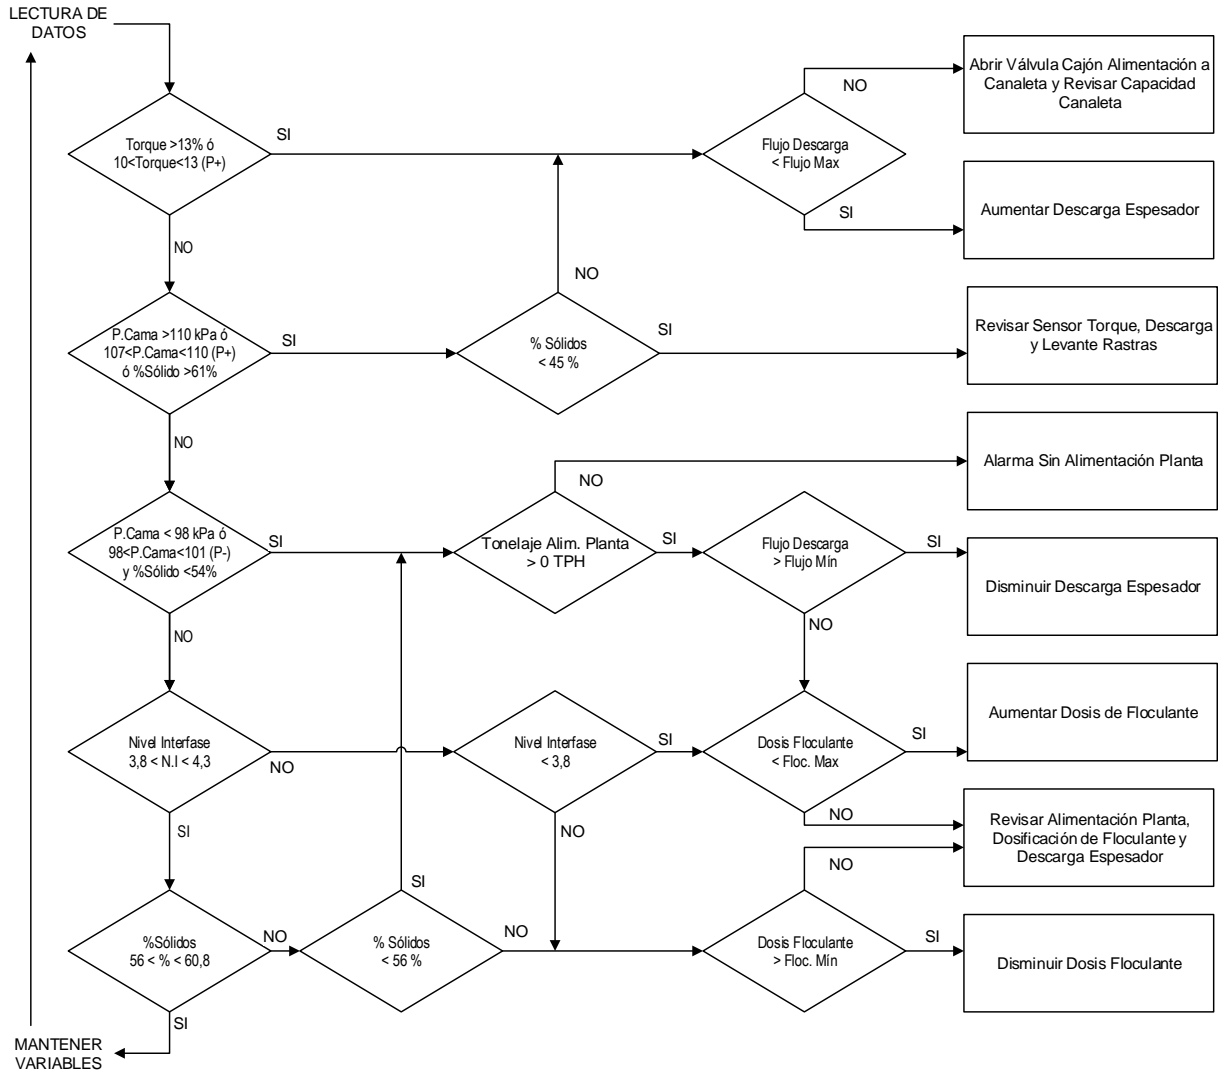 LECTURA DE
DATOS
Torque >13% ó
10<Torque<13 (P+)
SI
Flujo Descarga
< Flujo Max
NO
Abrir Válvula Cajón Alimentación a
Canaleta y Revisar Capacidad
Canaleta
SI
Aumentar Descarga Espesador
NO
P.Cama >110 kPa ó
107<P.Cama<110 (P+)
ó %Sólido >61%
SI
NO
% Sólidos
< 45 %
SI
Revisar Sensor Torque, Descarga
y Levante Rastras
NO
P.Cama < 98 kPa ó
98<P.Cama<101 (P-)
y %Sólido <54%
SI
Tonelaje Alim. Planta
> 0 TPH
NO
Alarma Sin Alimentación Planta
SI
Flujo Descarga
> Flujo Mín
SI
Disminuir Descarga Espesador
NO
NO
Nivel Interfase
3,8 < N.I < 4,3
NO
Nivel Interfase
< 3,8
SI
Dosis Floculante
< Floc. Max
SI
Aumentar Dosis de Floculante
NO
Revisar Alimentación Planta,
Dosificación de Floculante y
Descarga Espesador
SI
NO
NO
%Sólidos
56 < % < 60,8
NO
SI
% Sólidos
< 56 %
NO
Dosis Floculante
> Floc. Mín
SI
Disminuir Dosis Floculante
SI
MANTENER
VARIABLES